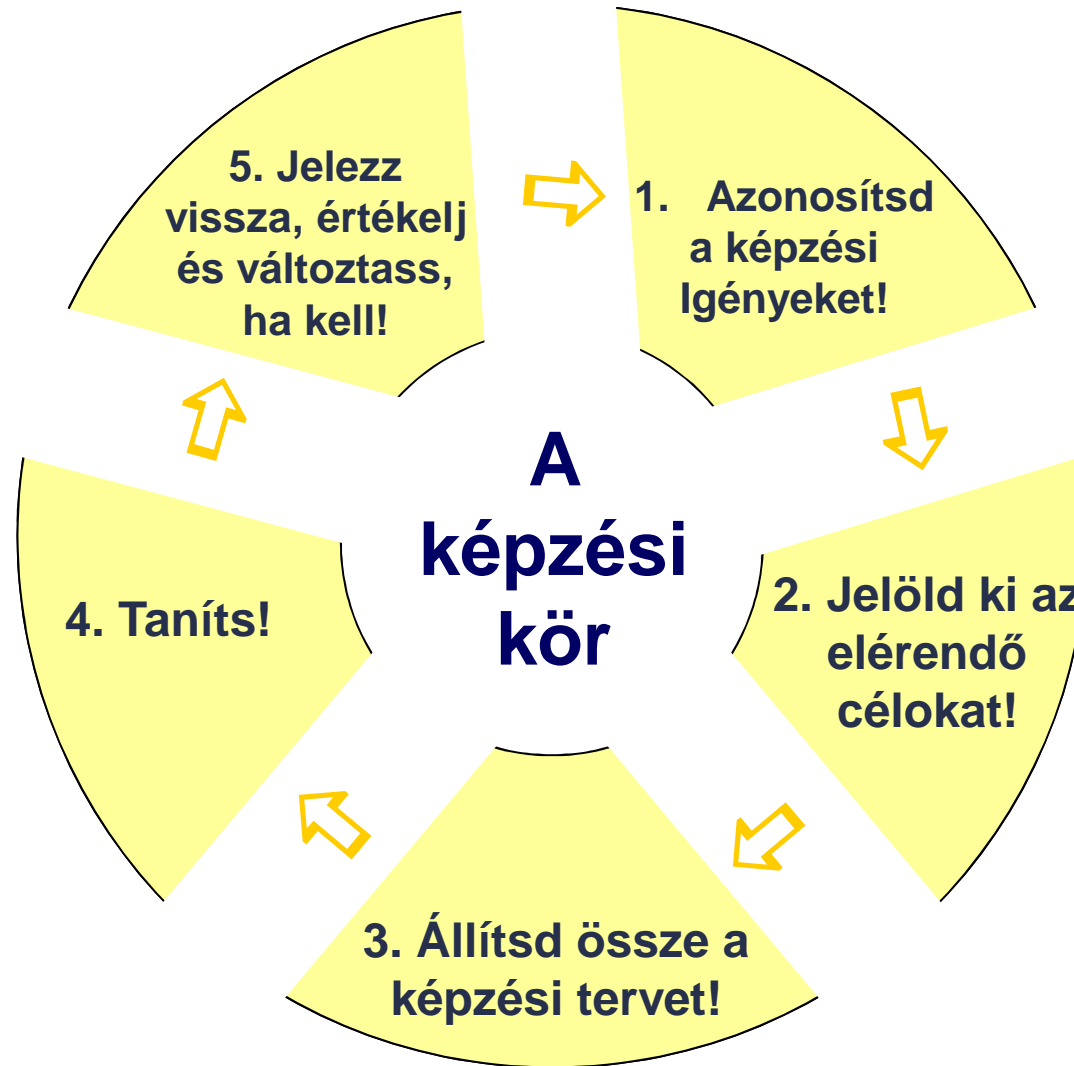 A
képzési
kör
1. Azonosítsd
a képzési
Igényeket!
2. Jelöld ki az
elérendő
célokat!
3. Állítsd össze a
képzési tervet!
4. Taníts!
5. Jelezz
vissza, értékelj
és változtass,
ha kell!